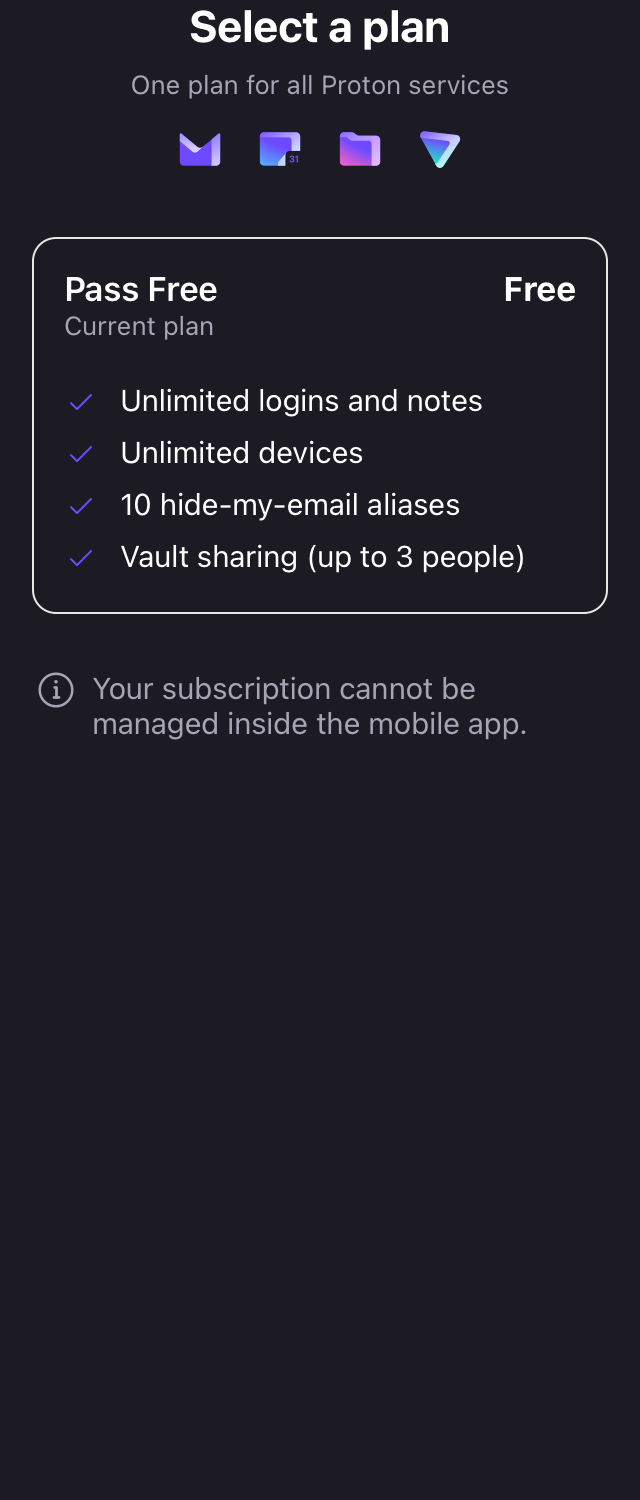 Select a plan
One plan for all Proton services
31
Pass Free
Free
Current plan
Unlimited logins and notes
Unlimited devices
10 hide-my-email aliases
Vault sharing (up to 3 people)
Your subscription cannot be
managed inside the mobile app.